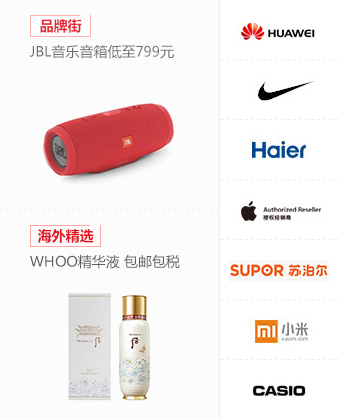 品牌街
JBL音乐音箱低至799元
JBL
海外精选
WHOO精华液 包邮包税
后
HUAWEI
Haier
Authorized Reseller
授权经销商
SUPOR 苏泊尔
小米
xiaomi.com
CASIO